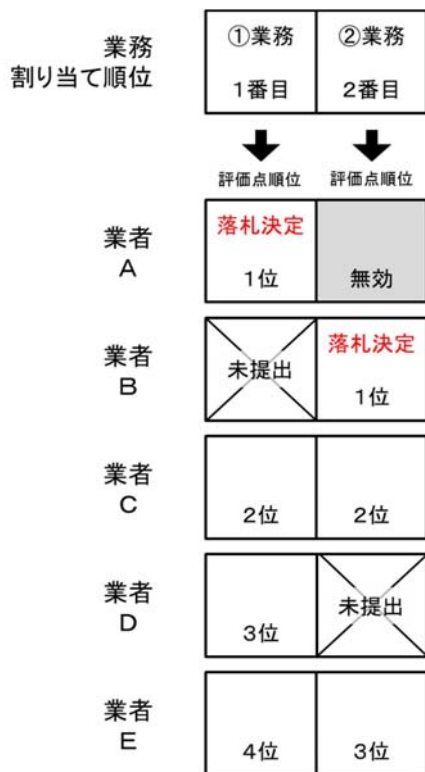 業務
割り当て順位
①業務 ②業務
1番目 2番目
評価点順位 評価点順位
業者
A
落札決定
1位 無効
業者
B
未提出 落札決定
1位
業者
C
2位 2位
業者
D
3位 未提出
業者
E
4位 3位